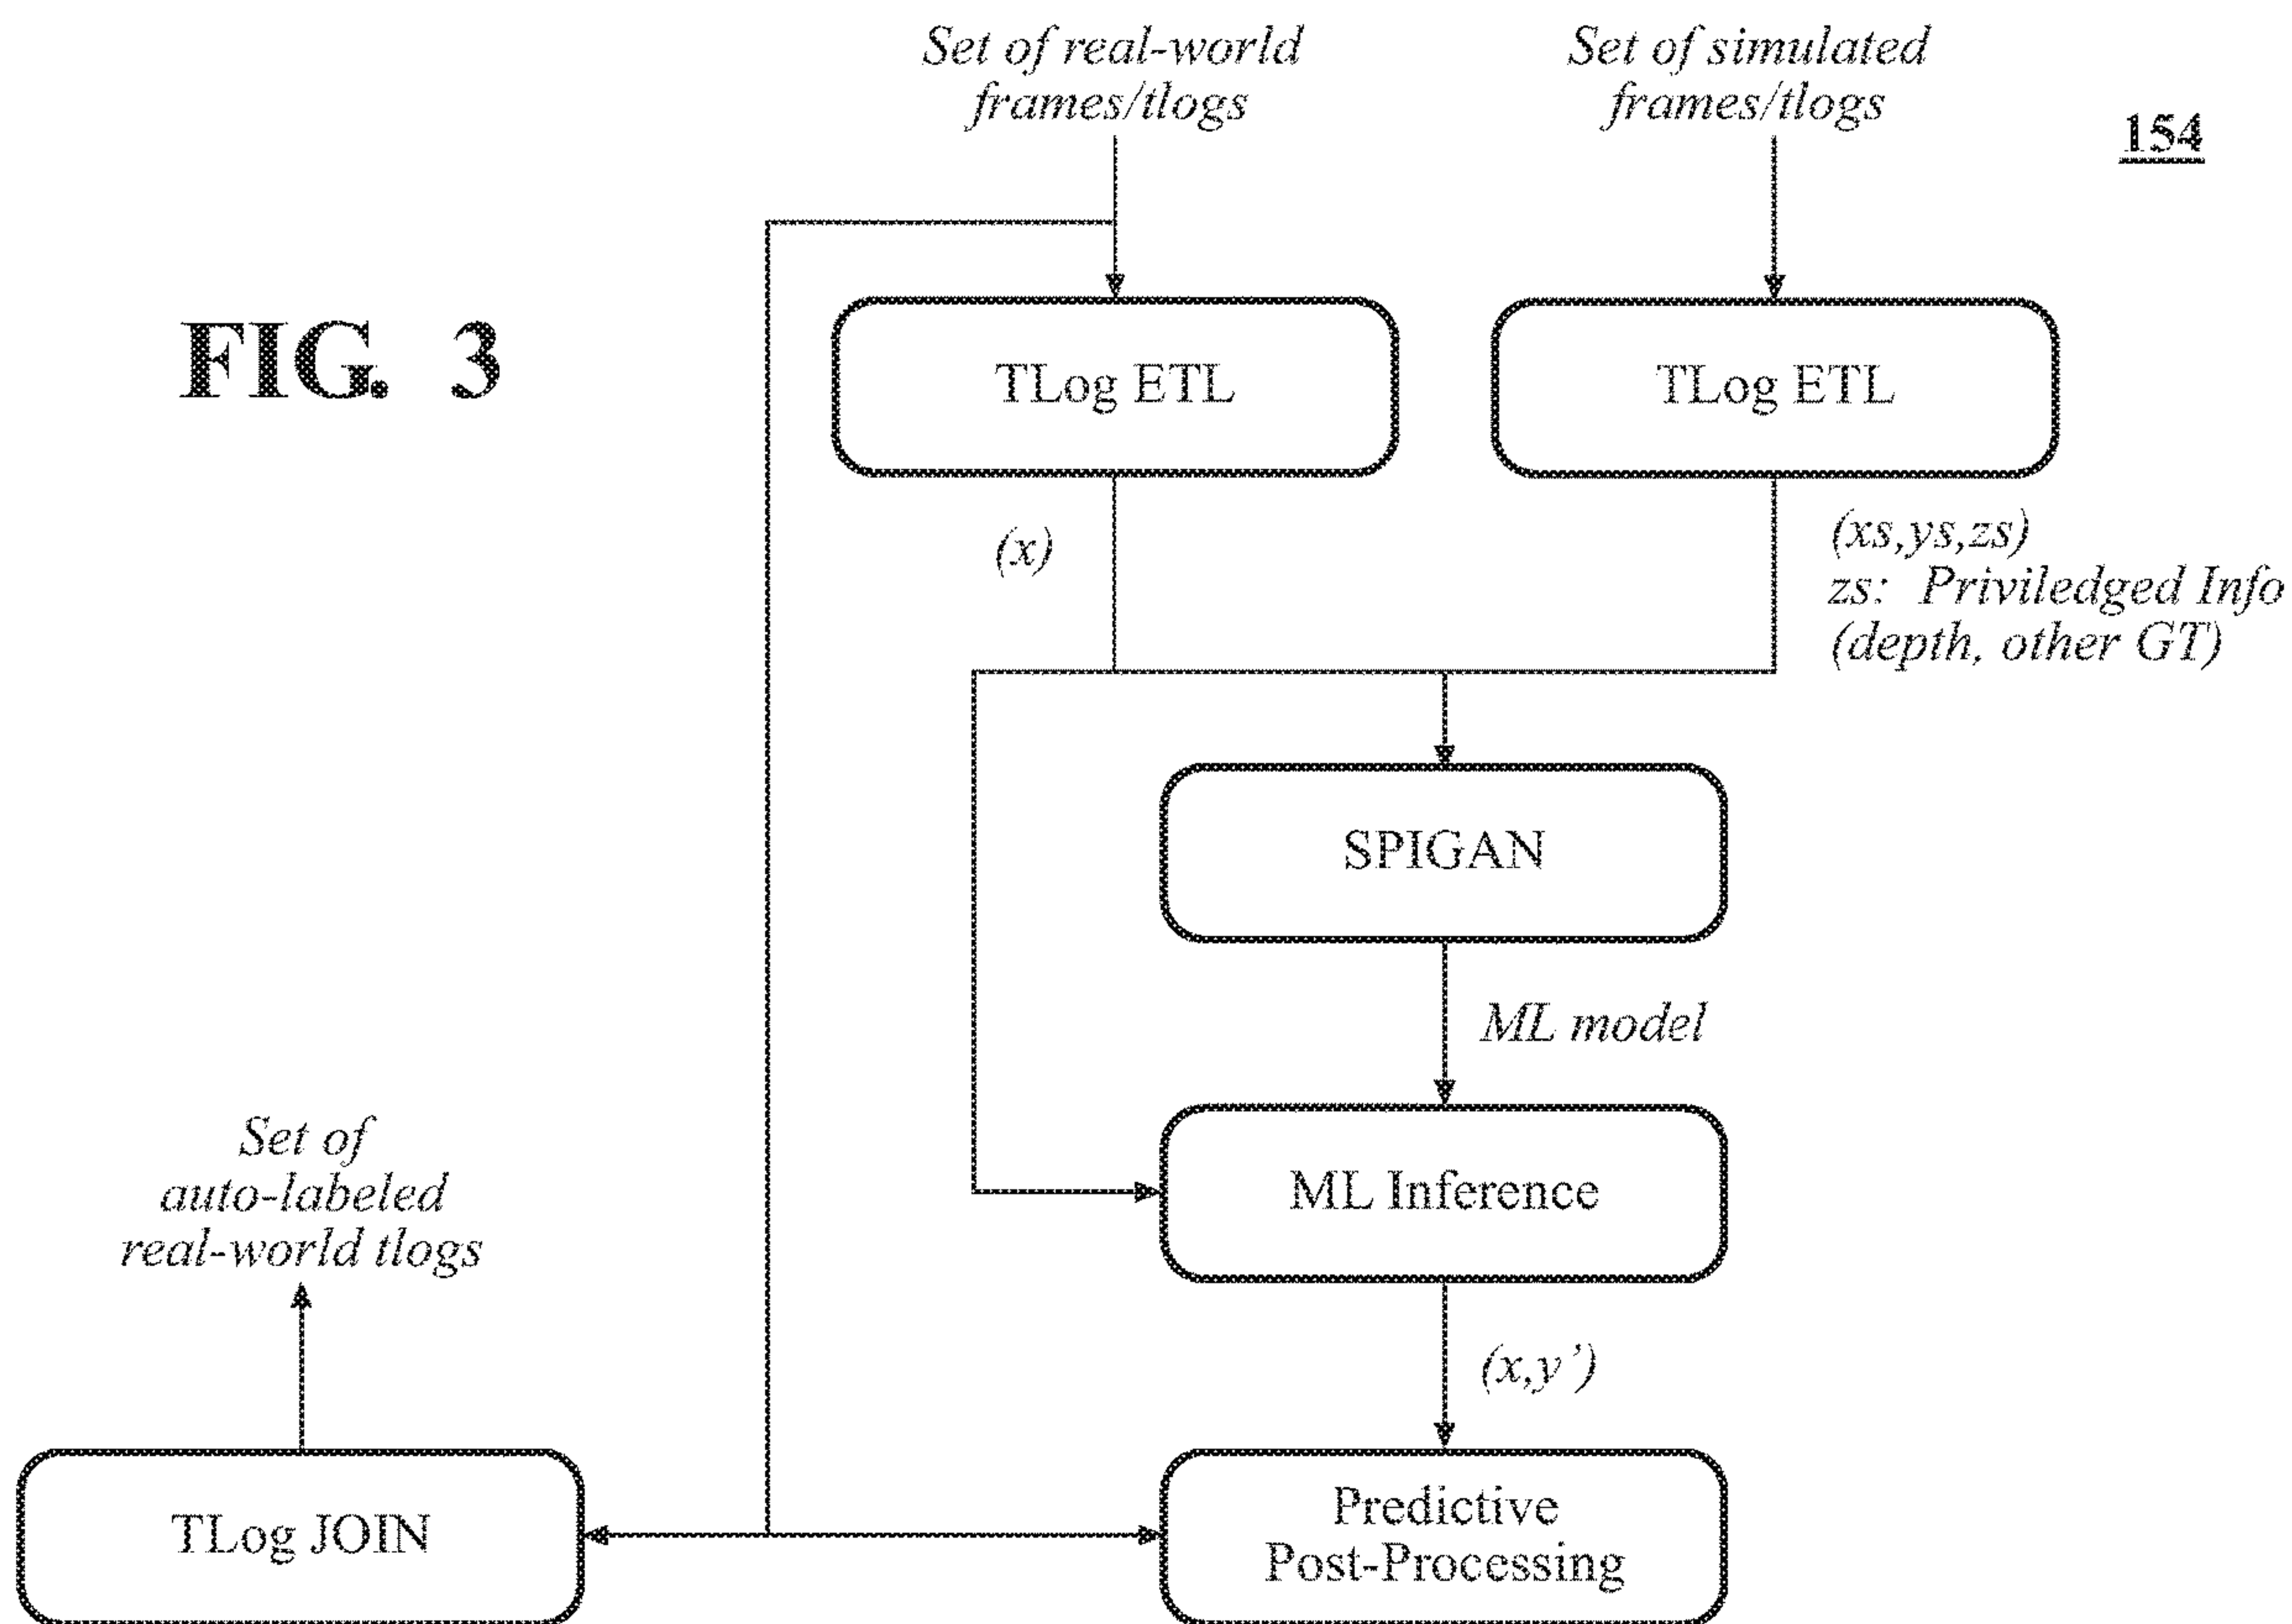 Set of real-world
frames/tlogs
Set of simulated
frames/tlogs
154
FIG. 3
TLog ETL
TLog ETL
(x)
(xs,ys,zs)
zs: Priviledged Info
(depth, other GT)
SPIGAN
ML model
ML Inference
Set of
auto-labeled
real-world tlogs
(x,y’)
TLog JOIN
Predictive
Post-Processing